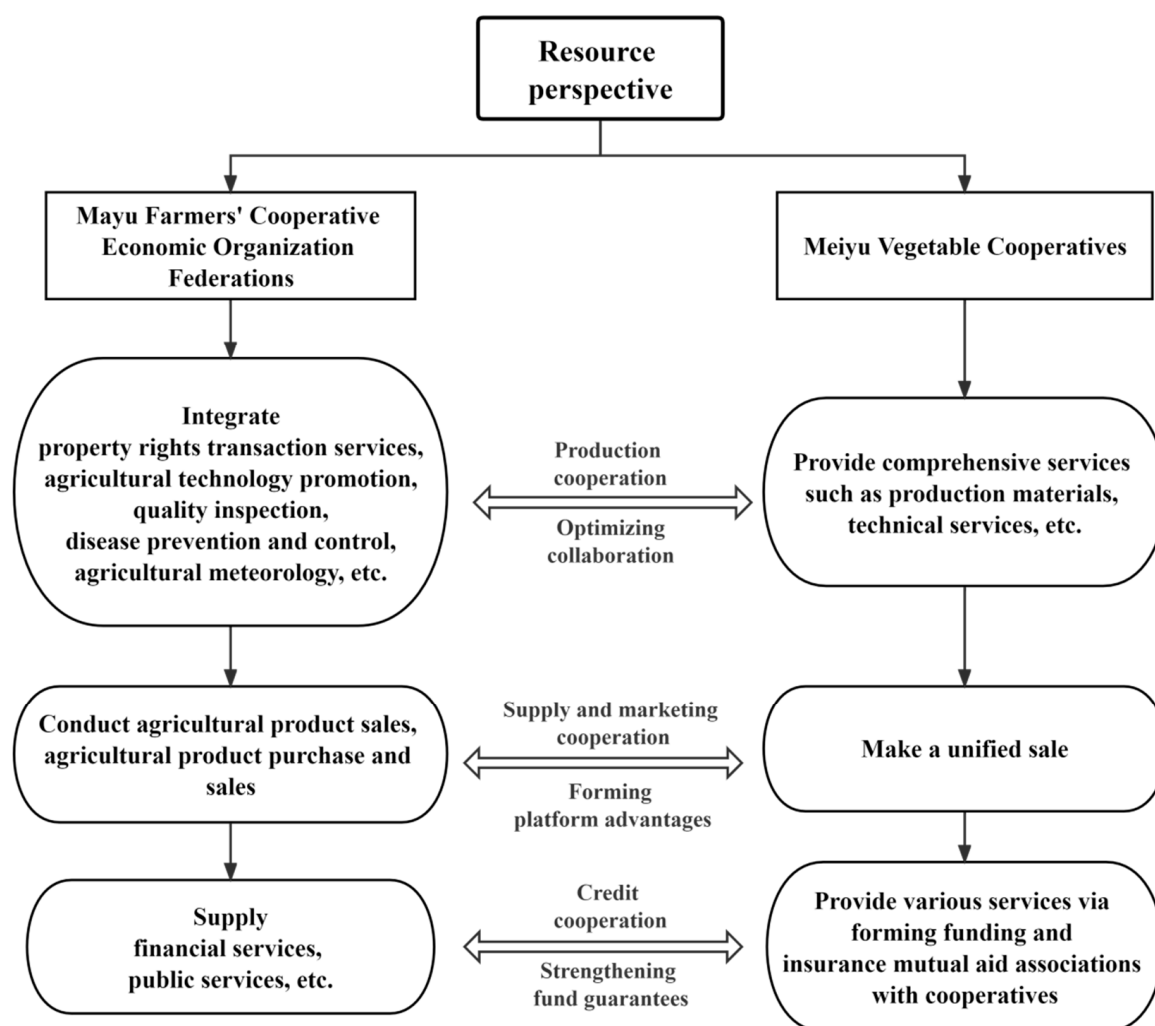 Resource
perspective
Mayu Farmers' Cooperative
Economic Organization
Federations
Meiyu Vegetable Cooperatives
Integrate
property rights transaction services,
agricultural technology promotion,
quality inspection,
disease prevention and control,
agricultural meteorology, etc.
Production
cooperation
Optimizing
collaboration
Provide comprehensive services
such as production materials,
technical services, etc.
Conduct agricultural product sales,
agricultural product purchase and
sales
Supply and marketing
cooperation
Forming
platform advantages
Make a unified sale
Supply
financial services,
public services, etc.
Credit
cooperation
Strengthening
fund guarantees
Provide various services via
forming funding and
insurance mutual aid associations
with cooperatives